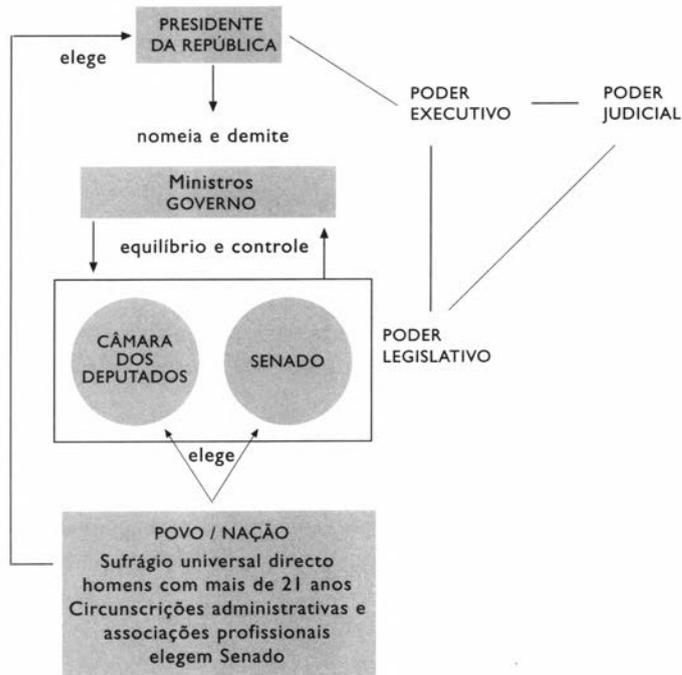 PRESIDENTE
DA REPÚBLICA
elege
PODER
EXECUTIVO
PODER
JUDICIAL
nomeia e demite
Ministros
GOVERNO
equilíbrio e controle
CÂMARA
DOS
DEPUTADOS
SENADO
PODER
LEGISLATIVO
elege
POVO / NAÇÃO
Sufrágio universal directo
homens com mais de 21 anos
Circunscrições administrativas e
associações profissionais
elegem Senado